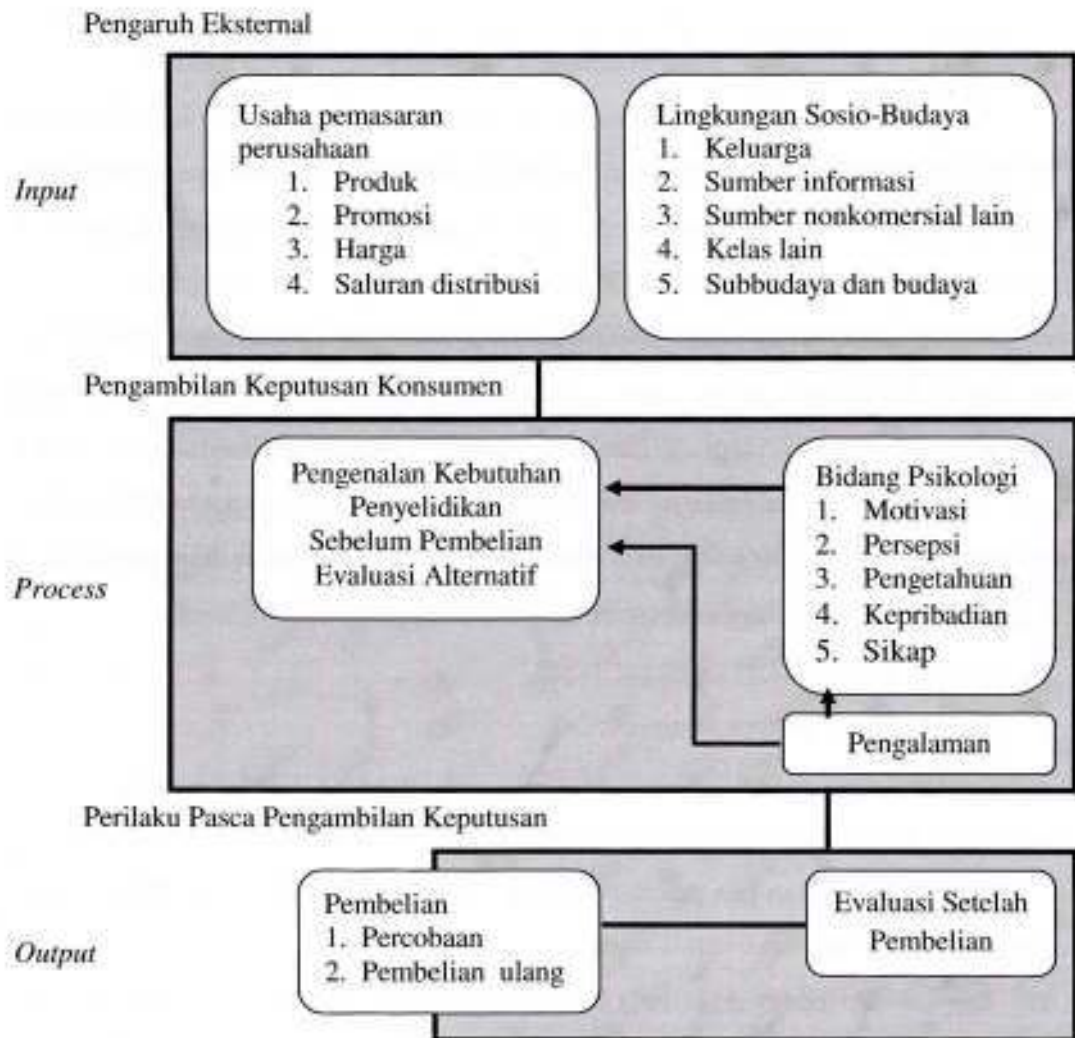 Pengaruh Eksternal
Input
Usaha pemasaran
perusahaan
1. Produk
2. Promosi
3. Harga
4. Saluran distribusi
Lingkungan Sosio-Budaya
1. Keluarga
2. Sumber informasi
3. Sumber nonkomersial lain
4. Kelas lain
5. Subbudaya dan budaya
Pengambilan Keputusan Konsumen
Process
Pengenalan Kebutuhan
Penyelidikan
Sebelum Pembelian
Evaluasi Alternatif
Bidang Psikologi
1. Motivasi
2. Persepsi
3. Pengetahuan
4. Kepribadian
5. Sikap
Pengalaman
Perilaku Pasca Pengambilan Keputusan
Output
Pembelian
1. Percobaan
2. Pembelian ulang
Evaluasi Setelah
Pembelian